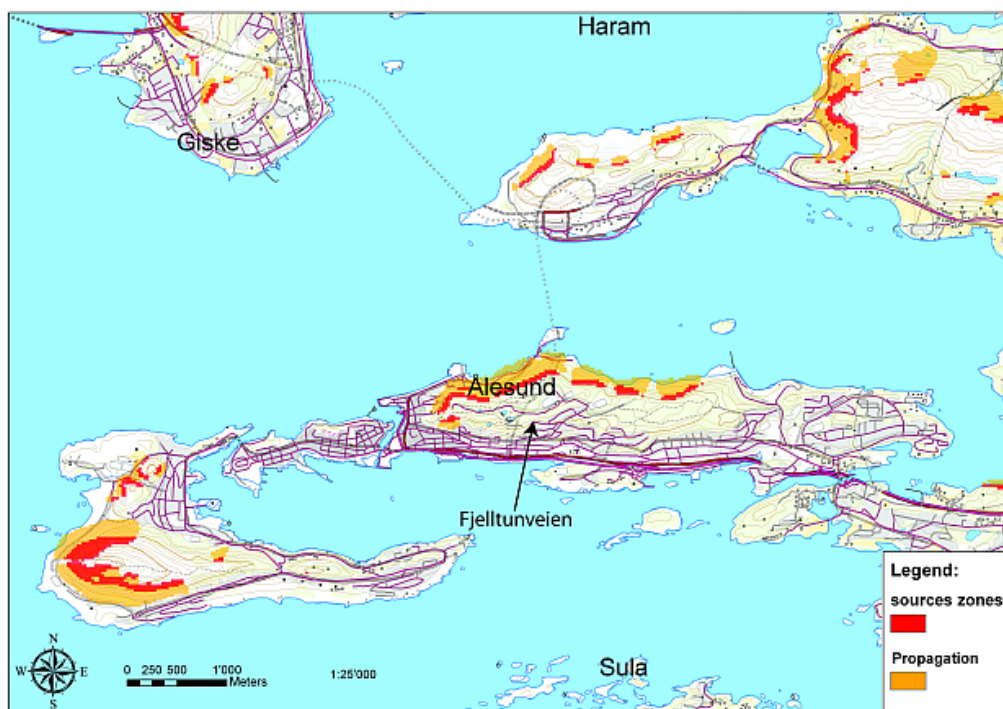 Haram
Giske
Ålesund
Fjelltunveien
Legend:
sources zones
Propagation
N
W E
S
0 250 500 1'000
Meters
1:25'000
Sula